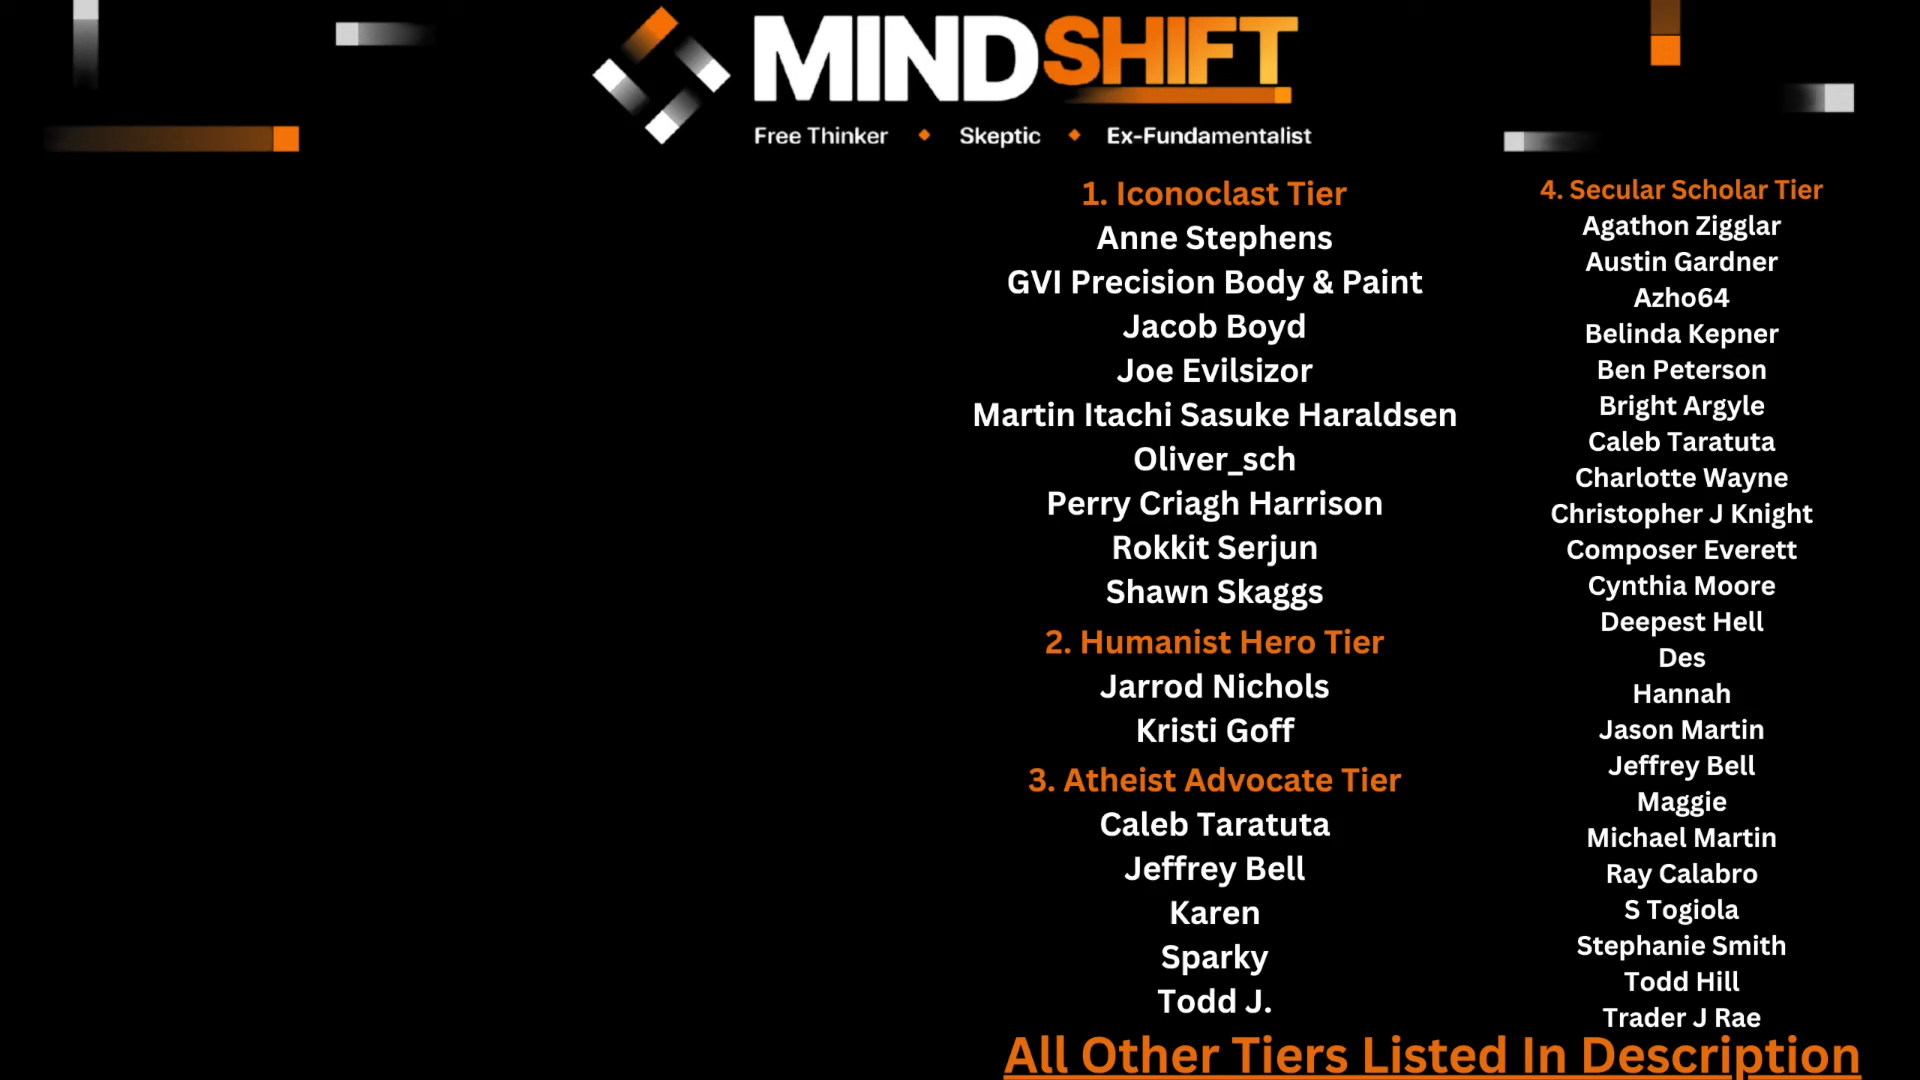 MINDSHIFT
Free Thinker ◆ Skeptic ◆ Ex-Fundamentalist
1. Iconoclast Tier
Anne Stephens
GVI Precision Body & Paint
Jacob Boyd
Joe Evilsizor
Martin Itachi Sasuke Haraldsen
Oliver_sch
Perry Criagh Harrison
Rokkit Serjun
Shawn Skaggs
2. Humanist Hero Tier
Jarrod Nichols
Kristi Goff
3. Atheist Advocate Tier
Caleb Taratuta
Jeffrey Bell
Karen
Sparky
Todd J.
4. Secular Scholar Tier
Agathon Zigglar
Austin Gardner
Azho64
Belinda Kepner
Ben Peterson
Bright Argyle
Caleb Taratuta
Charlotte Wayne
Christopher J Knight
Composer Everett
Cynthia Moore
Deepest Hell
Des
Hannah
Jason Martin
Jeffrey Bell
Maggie
Michael Martin
Ray Calabro
S Togiola
Stephanie Smith
Todd Hill
Trader J Rae
All Other Tiers Listed In Description